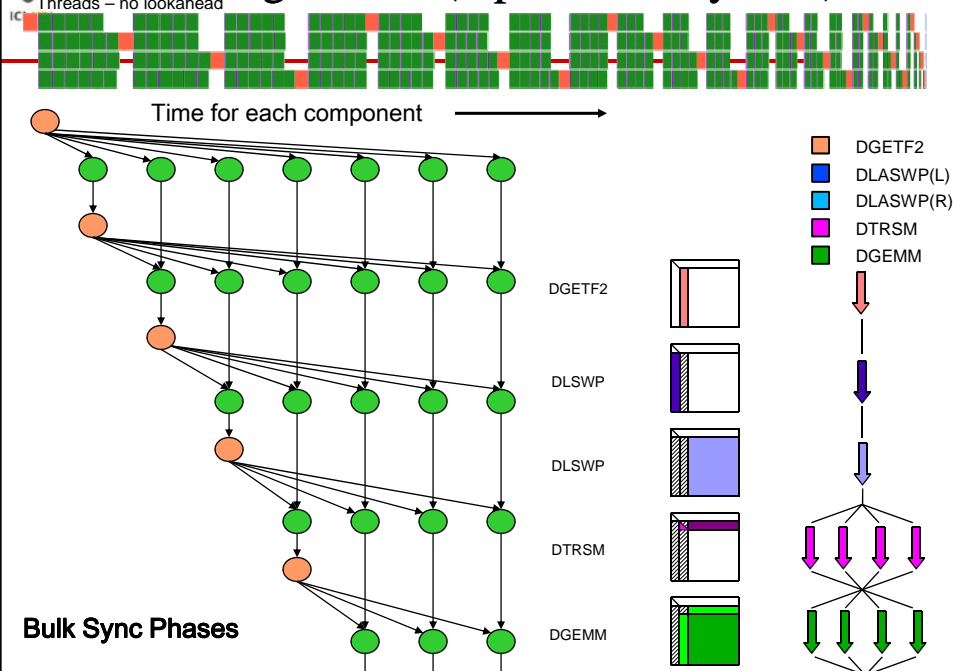 Threads – no lookahead
Time for each component
DGETF2
DLASWP(L)
DLASWP(R)
DTRSM
DGEMM
DGETF2
DLSWP
DLSWP
DTRSM
DGEMM
Bulk Sync Phases